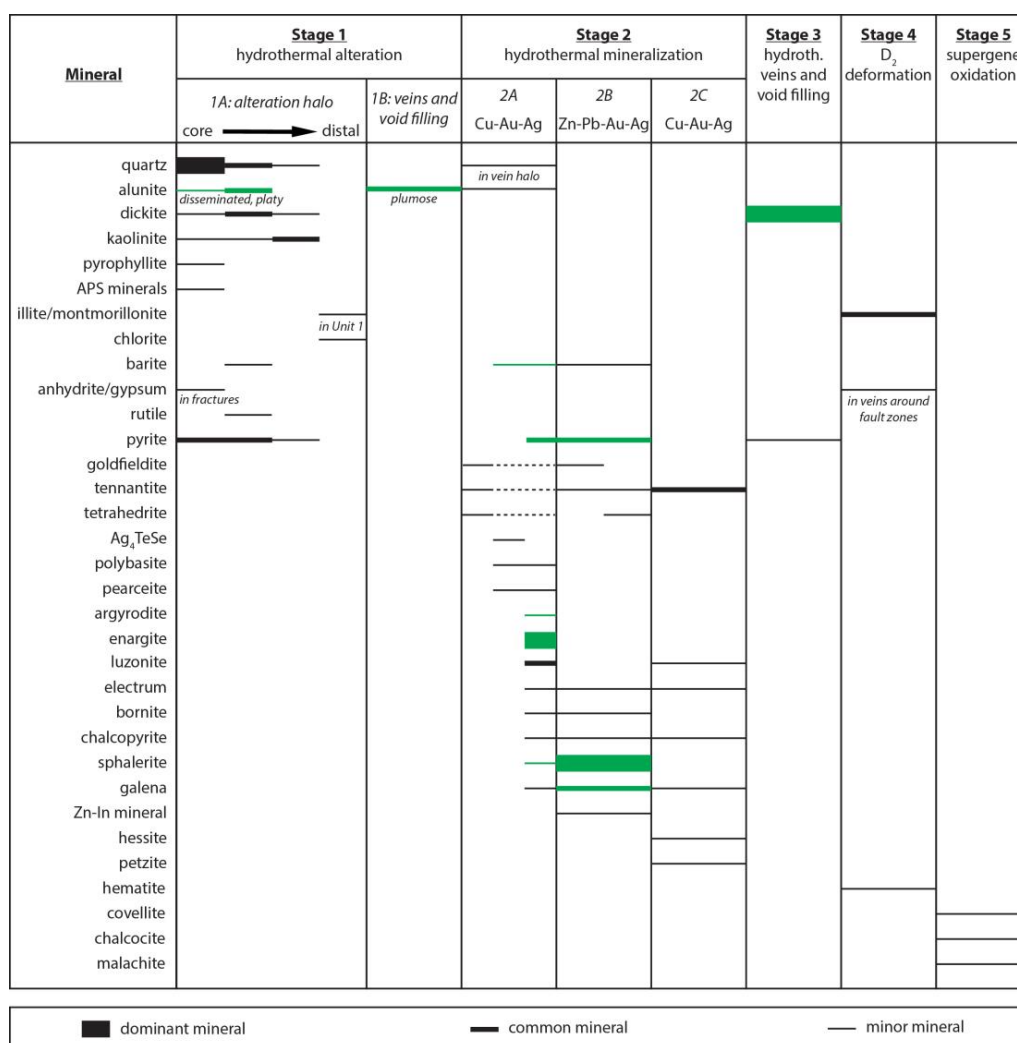 Mineral
Stage 1
hydrothermal alteration
Stage 2
hydrothermal mineralization
Stage 3
hydroth.
veins and
void filling
Stage 4
D2
deformation
Stage 5
supergene
oxidation
1A: alteration halo
core distal
1B: veins and
void filling
2A
Cu-Au-Ag
2B
Zn-Pb-Au-Ag
2C
Cu-Au-Ag
quartz
in vein halo
alunite
disseminated, platy
plumose
dickite
kaolinite
pyrophyllite
APS minerals
illite/montmorillonite
in Unit 1
chlorite
barite
anhydrite/gypsum
in fractures
in veins around
fault zones
rutile
pyrite
goldfieldite
tennantite
tetrahedrite
Ag4TeSe
polybasite
pearceite
argyrodite
enargite
luzonite
electrum
bornite
chalcopyrite
sphalerite
galena
Zn-In mineral
hessite
petzite
hematite
covellite
chalcocite
malachite
dominant mineral common mineral minor mineral